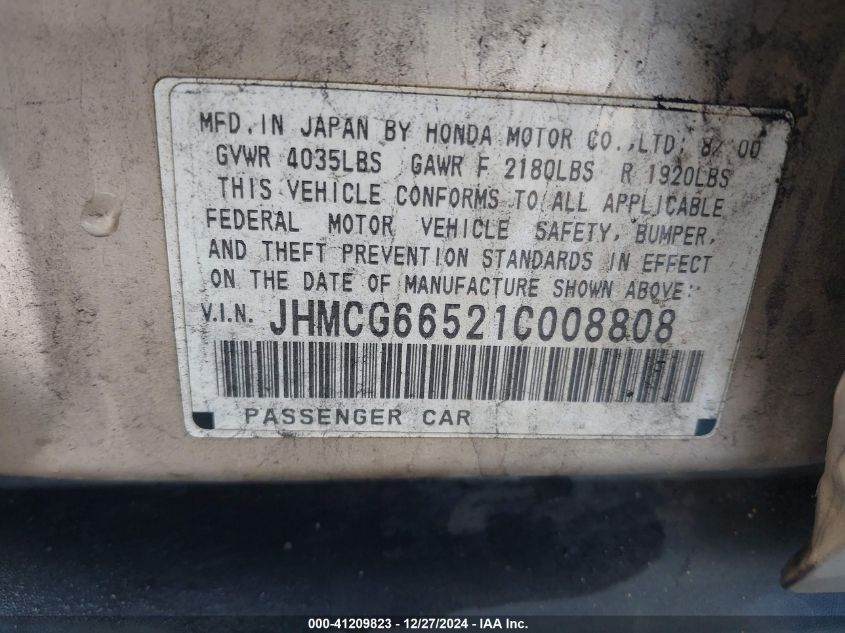 MFD. IN JAPAN BY HONDA MOTOR CO., LTD; 8/ 00
GVWR 4035LBS GAWR F 2180LBS R 1920LBS
THIS VEHICLE CONFORMS TO ALL APPLICABLE
FEDERAL MOTOR VEHICLE SAFETY, BUMPER,
AND THEFT PREVENTION STANDARDS IN EFFECT
ON THE DATE OF MANUFACTURE SHOWN ABOVE.
V.I.N. JHMCG66521C008808
PASSENGER CAR
000-41209823 / 12/27/2024 - IAA Inc.